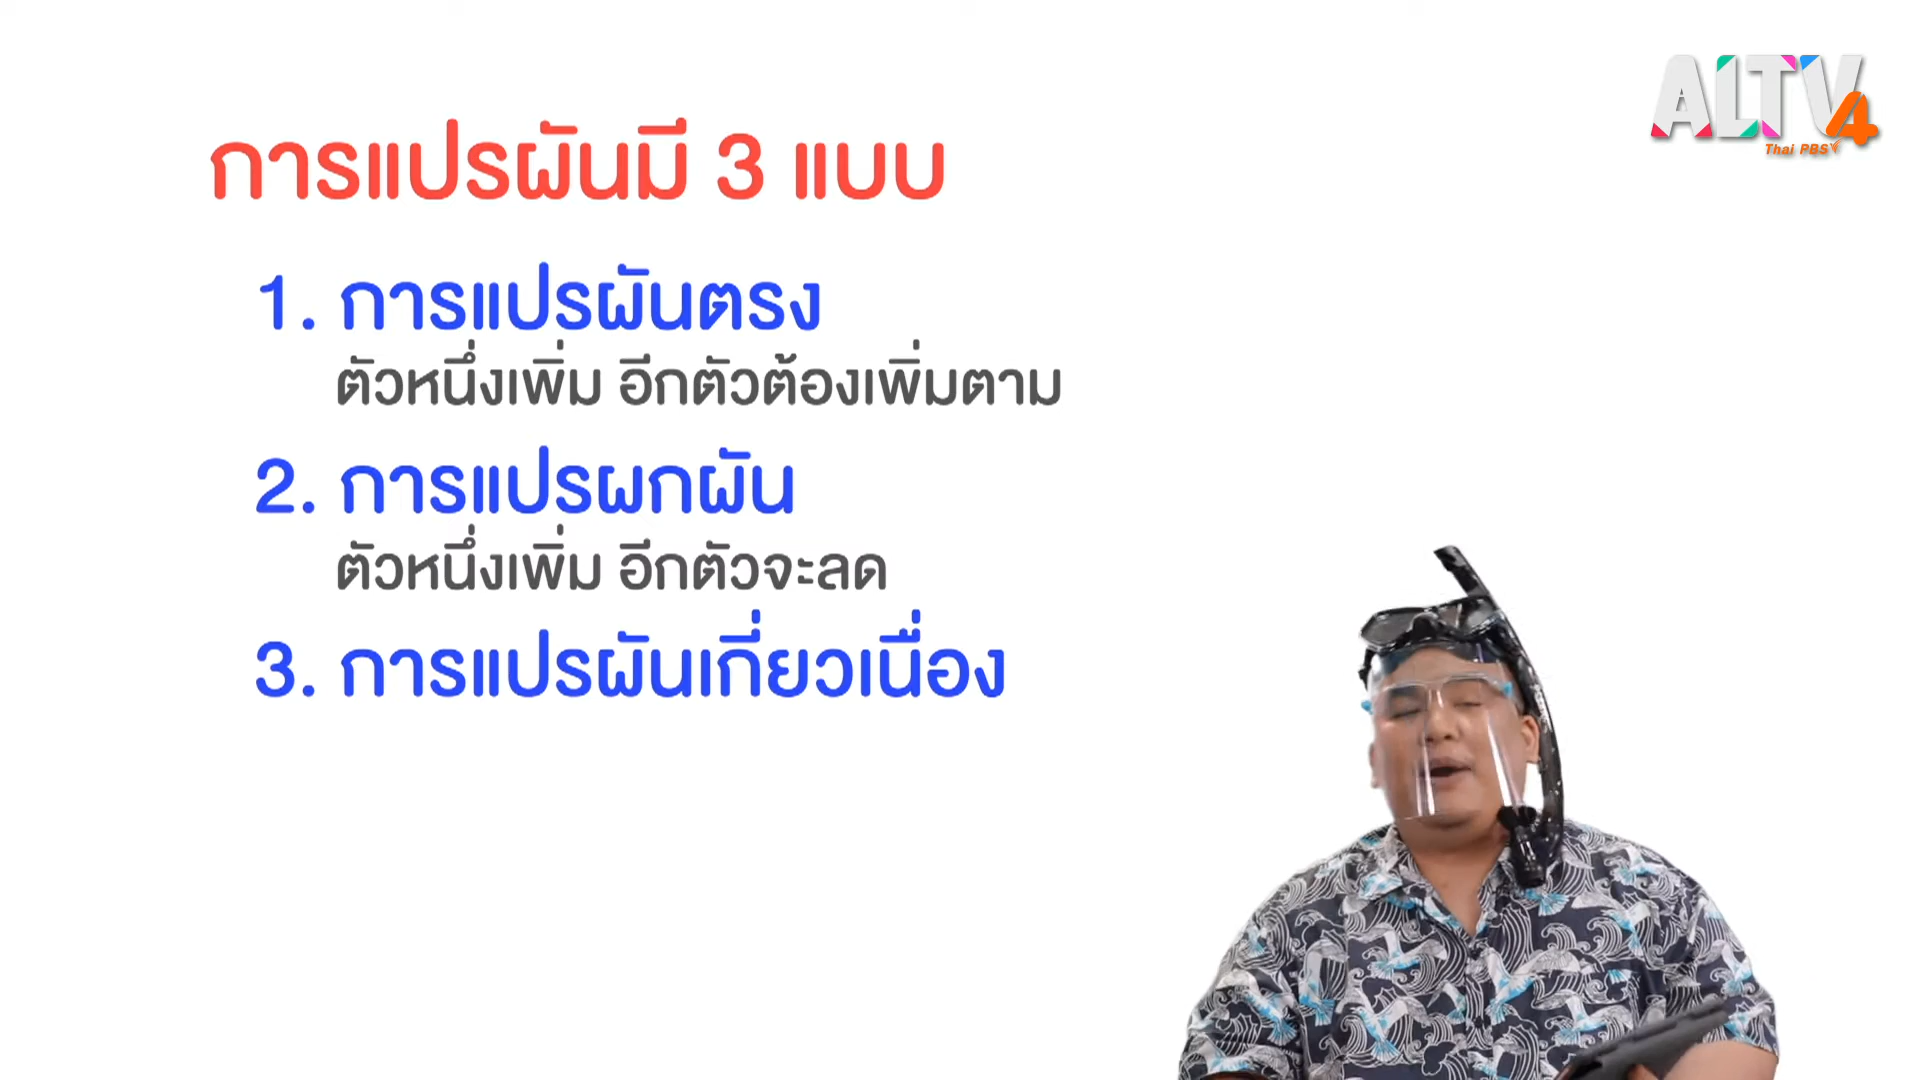 ALTV4
Thai PBS
การแปรผันมี 3 แบบ
1. การแปรผันตรง
ตัวหนึ่งเพิ่ม อีกตัวต้องเพิ่มตาม
2. การแปรผกผัน
ตัวหนึ่งเพิ่ม อีกตัวจะลด
3. การแปรผันเกี่ยวเนื่อง